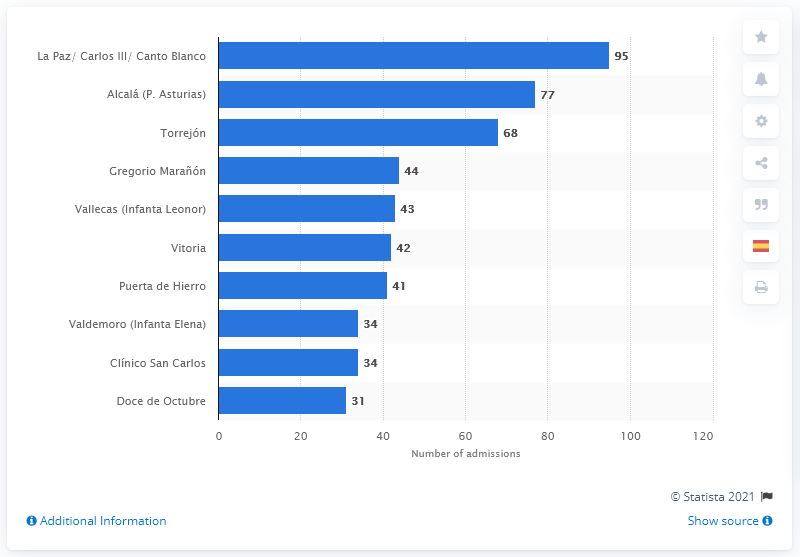 La Paz/ Carlos III/ Canto Blanco 95
Alcalá (P. Asturias) 77
Torrejón 68
Gregorio Marañón 44
Vallecas (Infanta Leonor) 43
Vitoria 42
Puerta de Hierro 41
Valdemoro (Infanta Elena) 34
Clínico San Carlos 34
Doce de Octubre 31
0 20 40 60 80 100 120
Number of admissions
© Statista 2021
Additional Information Show source